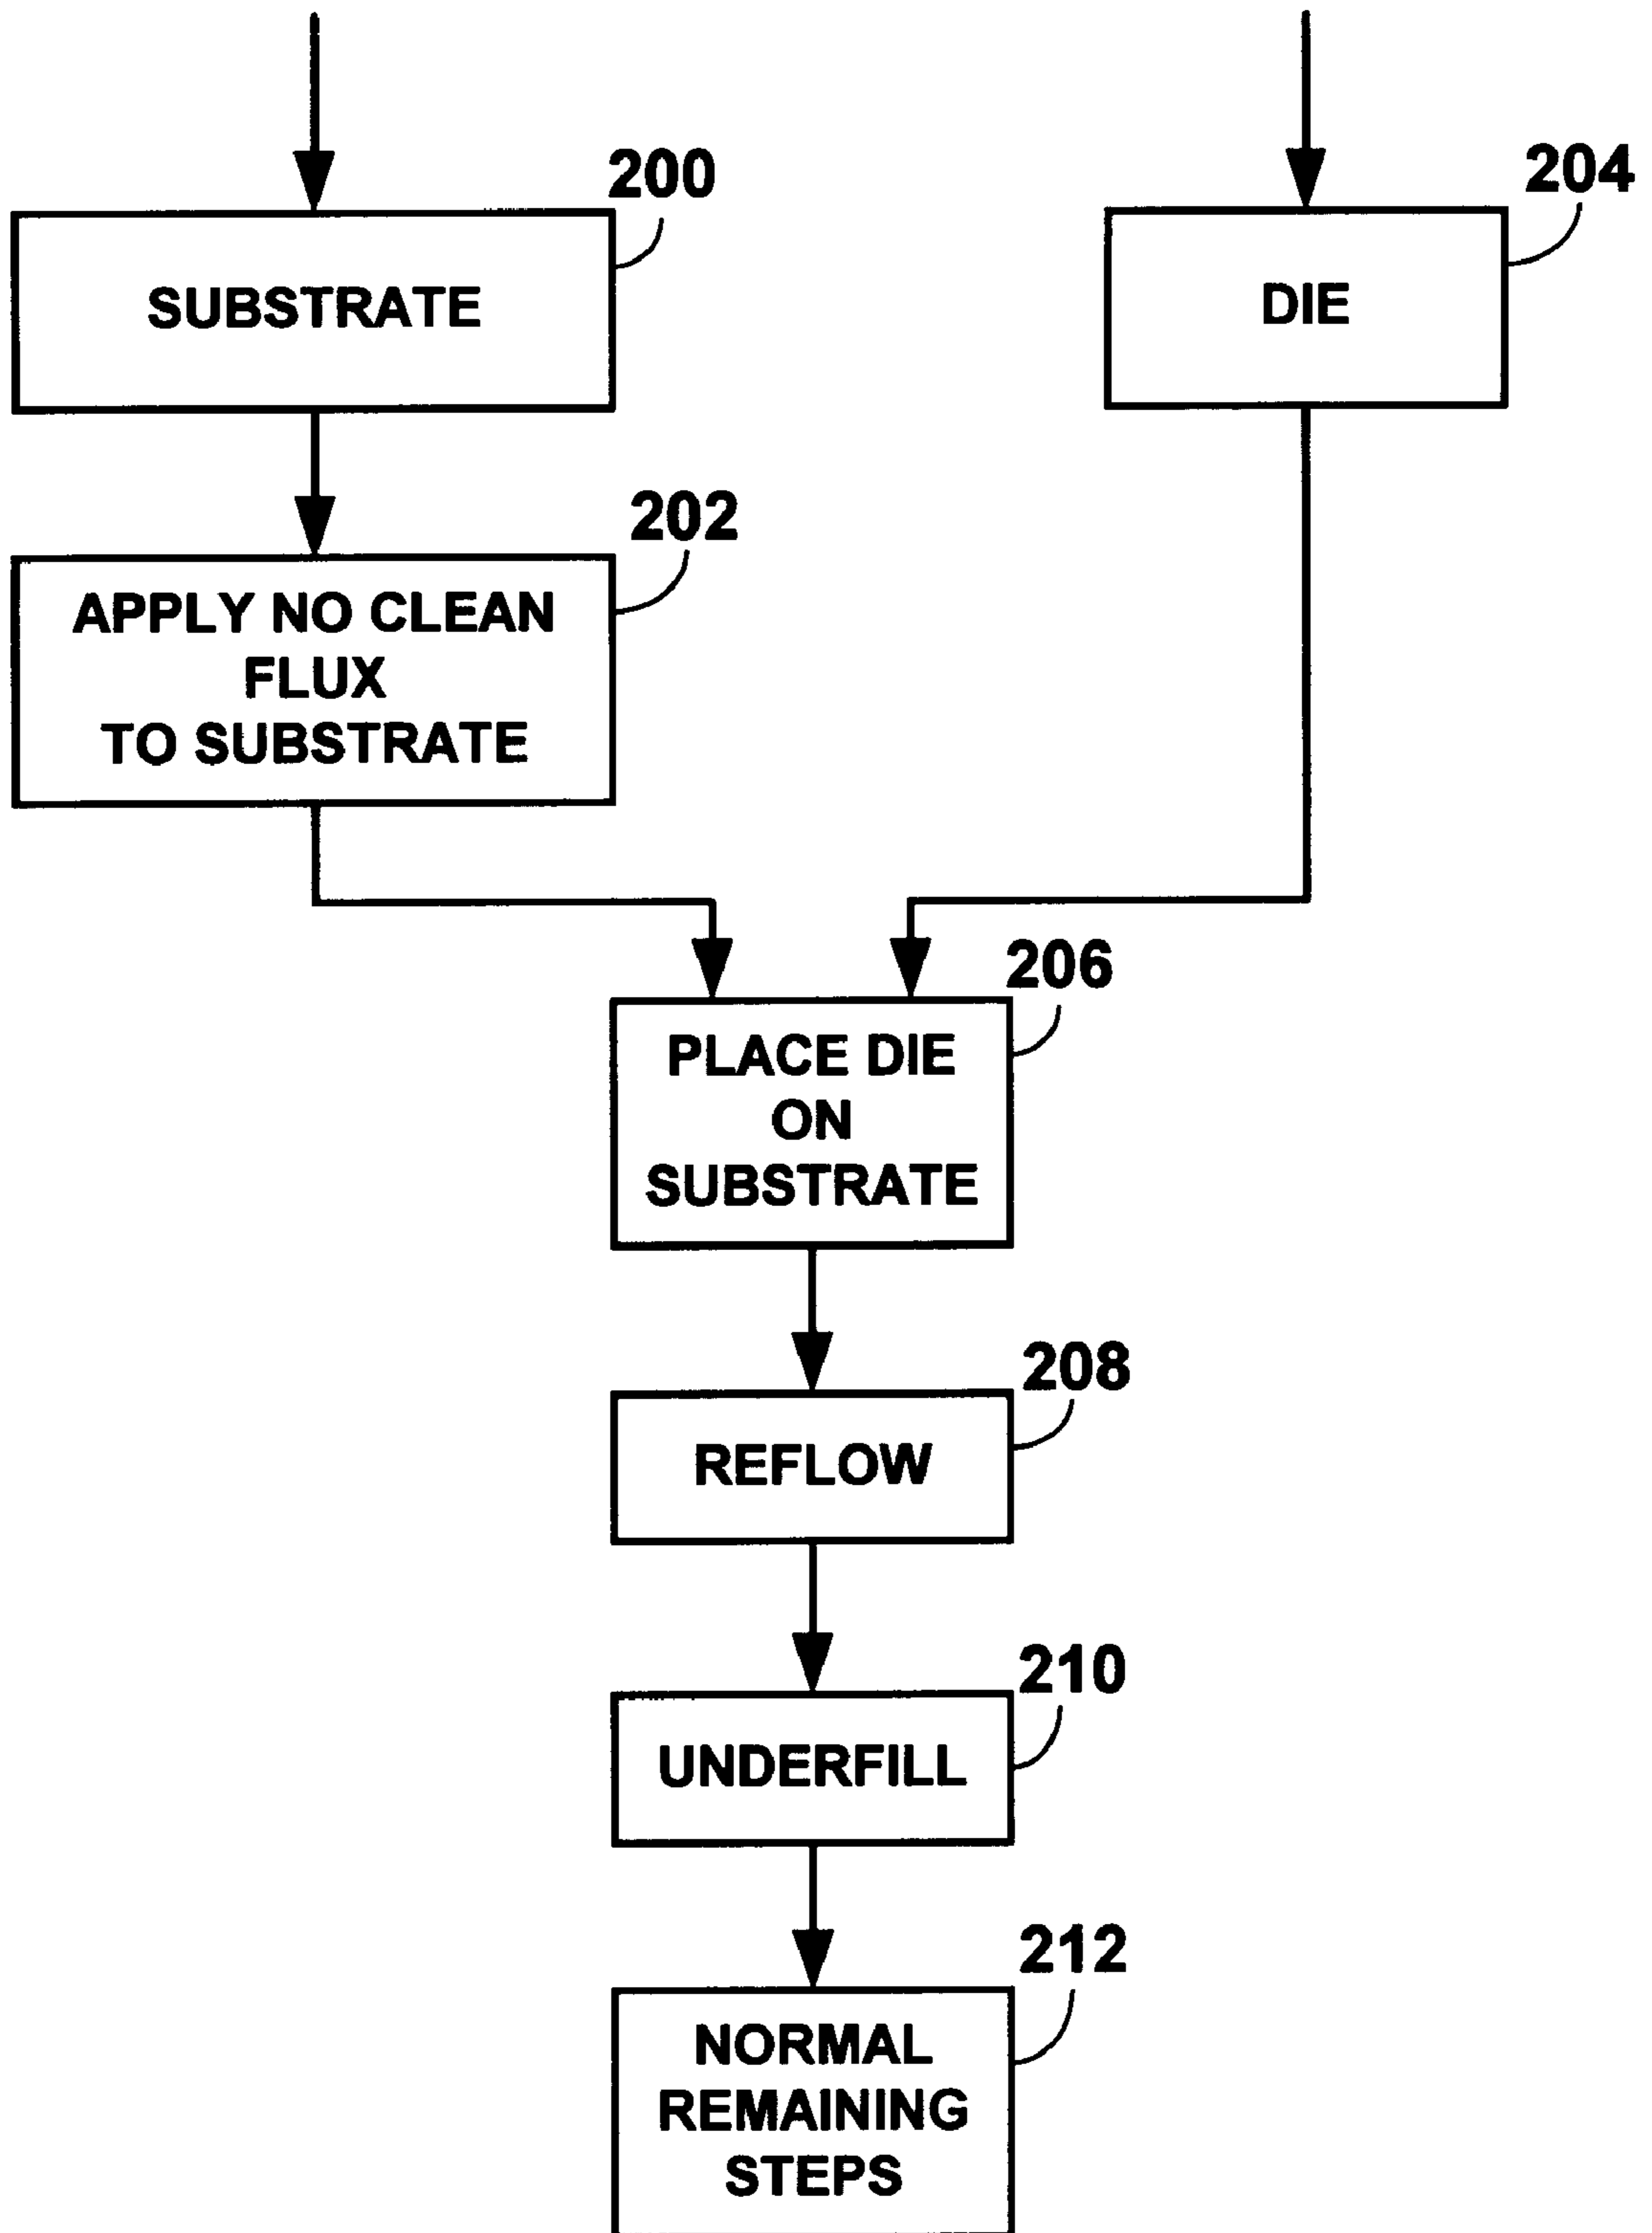 200
SUBSTRATE
204
DIE
202
APPLY NO CLEAN
FLUX
TO SUBSTRATE
206
PLACE DIE
ON
SUBSTRATE
208
REFLOW
210
UNDERFILL
212
NORMAL
REMAINING
STEPS